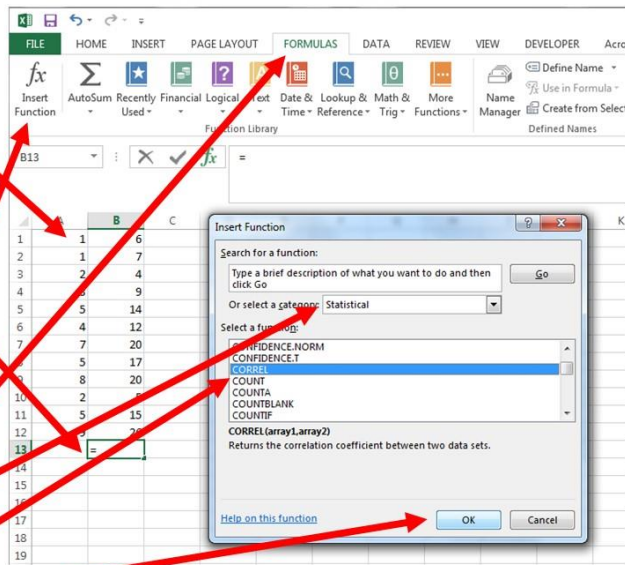 FILE HOME INSERT PAGE LAYOUT FORMULAS DATA REVIEW VIEW DEVELOPER Acro
fx Σ ? θ
Insert AutoSum Recently Financial Logical Text Date & Lookup & Math & More Name Define Name
Function Used Time Reference Trig Functions Manager Use in Formula
Create from Select
Function Library Defined Names
B13 fx =
B C K
1 1 6
2 1 7
3 2 4
4 9
5 5 14
6 4 12
7 7 20
5 17
9 8 20
10 2
11 5 15
12
13 =
14
15
16
17
18
19
Insert Function ? X
Search for a function:
Type a brief description of what you want to do and then
click Go
Go
Or select a category: Statistical
Select a function:
CONFIDENCE.NORM
CONFIDENCE.T
CORREL
COUNT
COUNTA
COUNTBLANK
COUNTIF
CORREL(array1,array2)
Returns the correlation coefficient between two data sets.
Help on this function OK Cancel